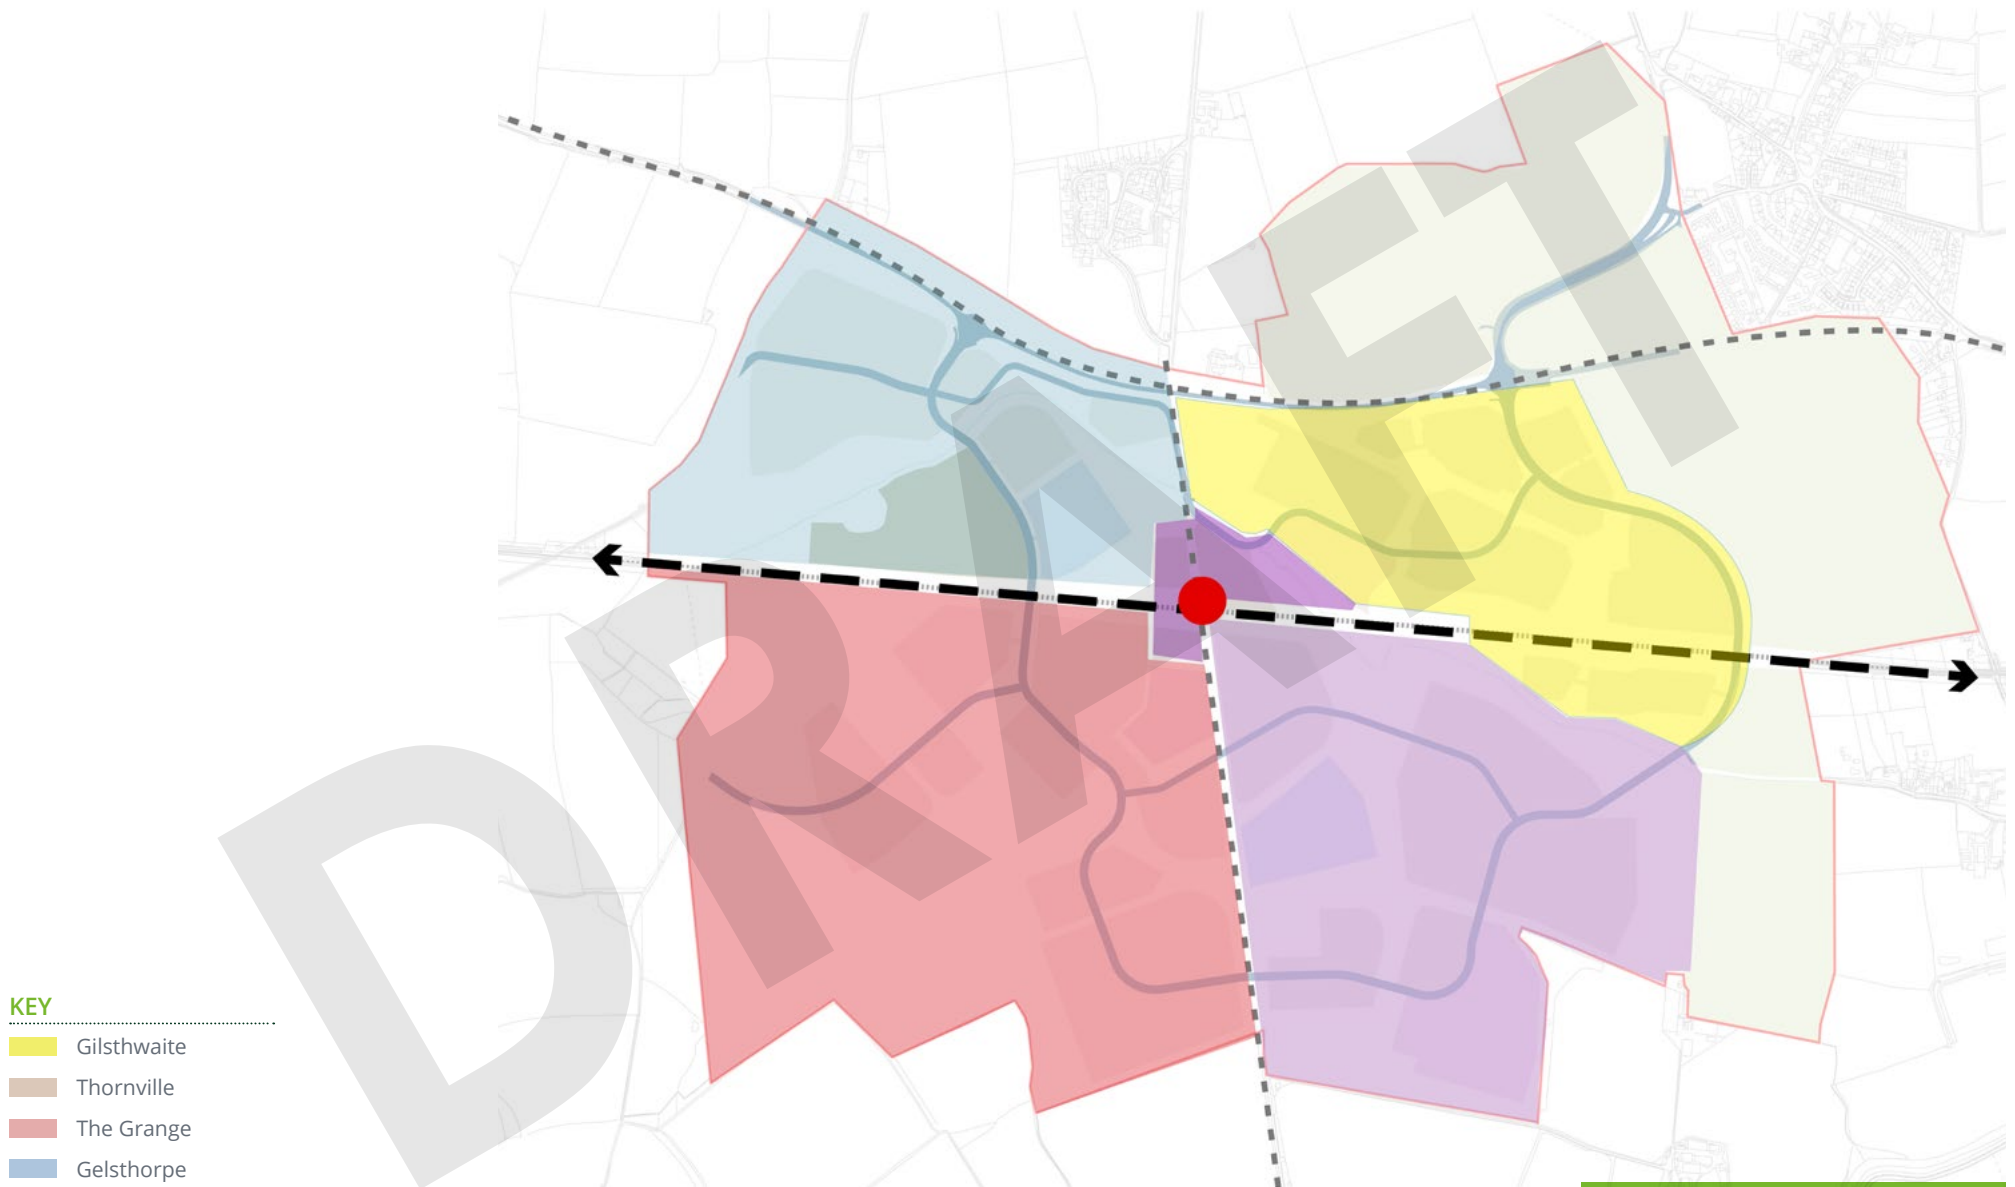 DRAFT
KEY
Gilsthwaite
Thornville
The Grange
Gelsthorpe